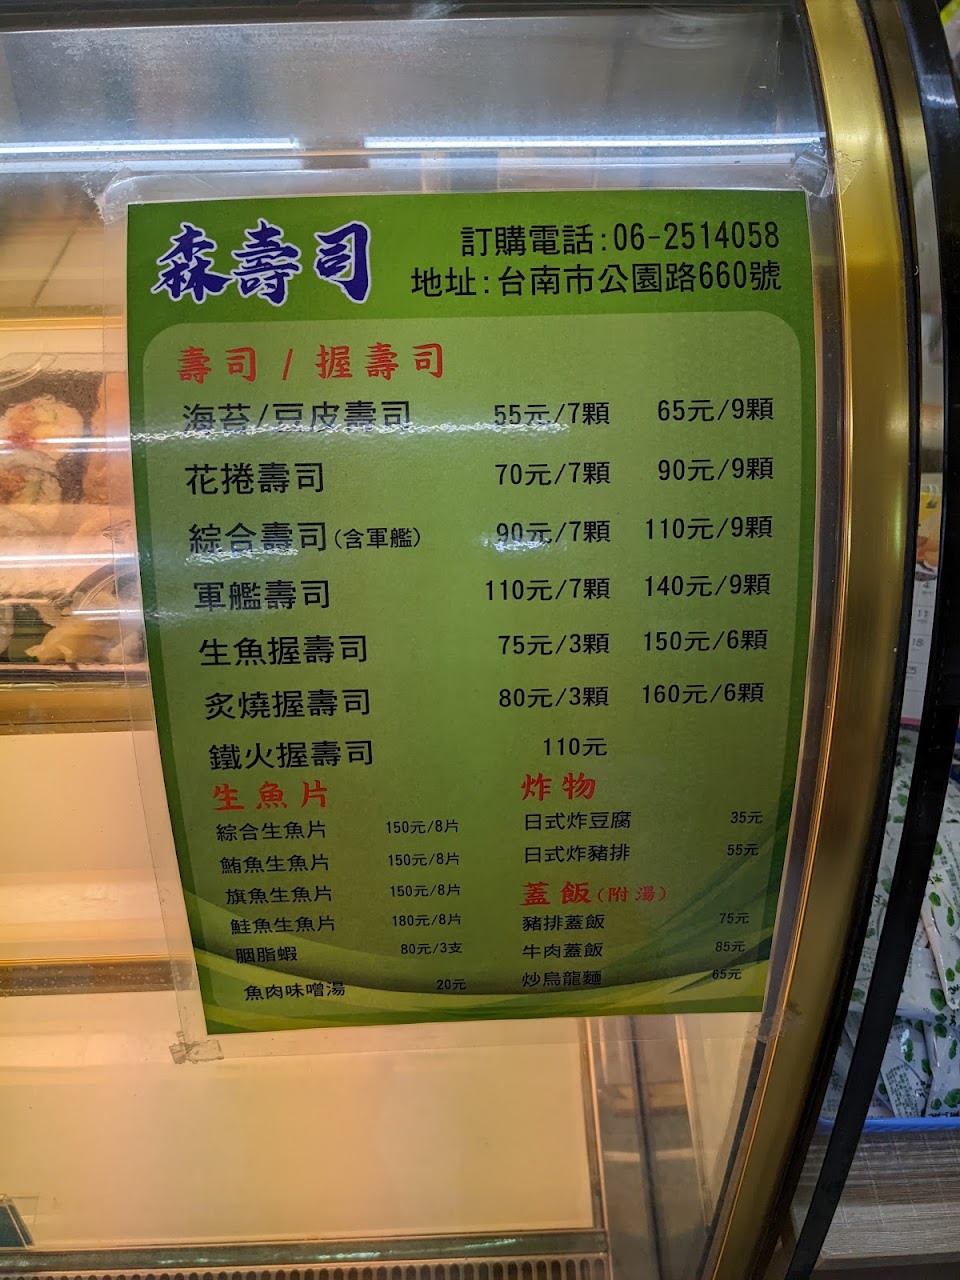 森壽司
訂購電話:06-2514058
地址:台南市公園路660號
壽司 / 握壽司
海苔/豆皮壽司 55元/7顆 65元/9顆
花捲壽司 70元/7顆 90元/9顆
綜合壽司(含軍艦) 90元/7顆 110元/9顆
軍艦壽司 110元/7顆 140元/9顆
生魚握壽司 75元/3顆 150元/6顆
炙燒握壽司 80元/3顆 160元/6顆
鐵火握壽司 110元
生魚片
綜合生魚片 150元/8片
鮪魚生魚片 150元/8片
旗魚生魚片 150元/8片
鮭魚生魚片 180元/8片
胭脂蝦 80元/3支
魚肉味噌湯 20元
炸物
日式炸豆腐 35元
日式炸豬排 55元
蓋飯(附湯)
豬排蓋飯 75元
牛肉蓋飯 85元
炒烏龍麵 65元
4
11
18
25